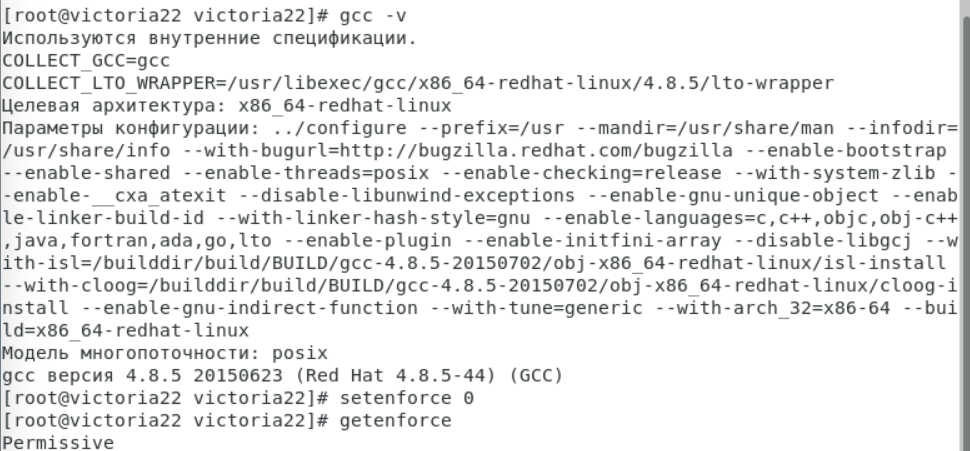 [root@victoria22 victoria22]# gcc -v
Используются внутренние спецификации.
COLLECT_GCC=gcc
COLLECT_LTO_WRAPPER=/usr/libexec/gcc/x86_64-redhat-linux/4.8.5/lto-wrapper
Целевая архитектура: x86_64-redhat-linux
Параметры конфигурации: ../configure --prefix=/usr --mandir=/usr/share/man --infodir=
/usr/share/info --with-bugurl=http://bugzilla.redhat.com/bugzilla --enable-bootstrap
--enable-shared --enable-threads=posix --enable-checking=release --with-system-zlib -
-enable-__cxa_atexit --disable-libunwind-exceptions --enable-gnu-unique-object --enab
le-linker-build-id --with-linker-hash-style=gnu --enable-languages=c,c++,objc,obj-c++
,java,fortran,ada,go,lto --enable-plugin --enable-initfini-array --disable-libgcj --w
ith-isl=/builddir/build/BUILD/gcc-4.8.5-20150702/obj-x86_64-redhat-linux/isl-install
--with-cloog=/builddir/build/BUILD/gcc-4.8.5-20150702/obj-x86_64-redhat-linux/cloog-i
nstall --enable-gnu-indirect-function --with-tune=generic --with-arch_32=x86-64 --bui
ld=x86_64-redhat-linux
Модель многопоточности: posix
gcc версия 4.8.5 20150623 (Red Hat 4.8.5-44) (GCC)
[root@victoria22 victoria22]# setenforce 0
[root@victoria22 victoria22]# getenforce
Permissive